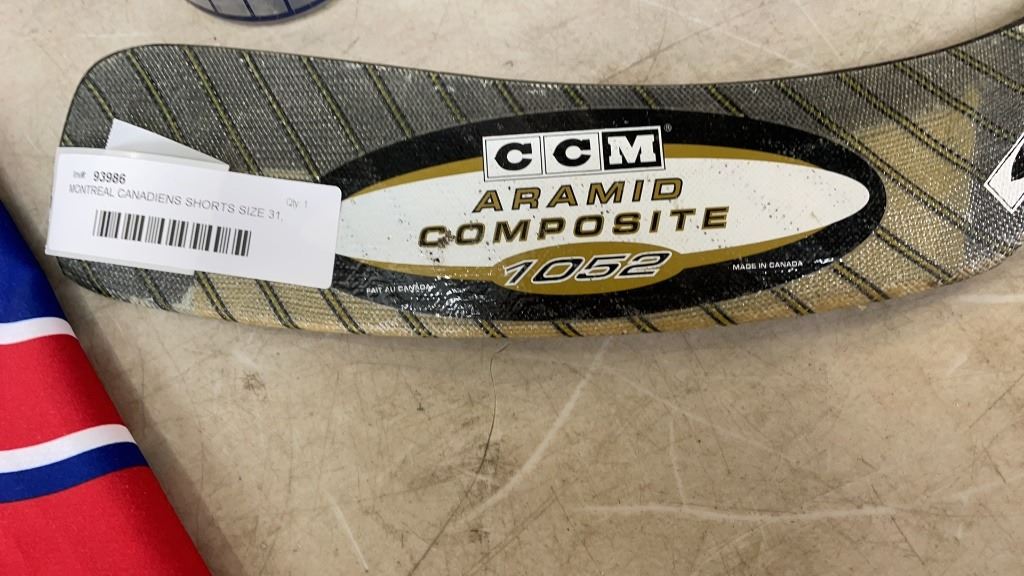 Inv# 93986
Qty: 1
MONTREAL CANADIENS SHORTS SIZE 31,
CCM®
ARAMID
COMPOSITE
1052
FAIT AU CANADA
MADE IN CANADA